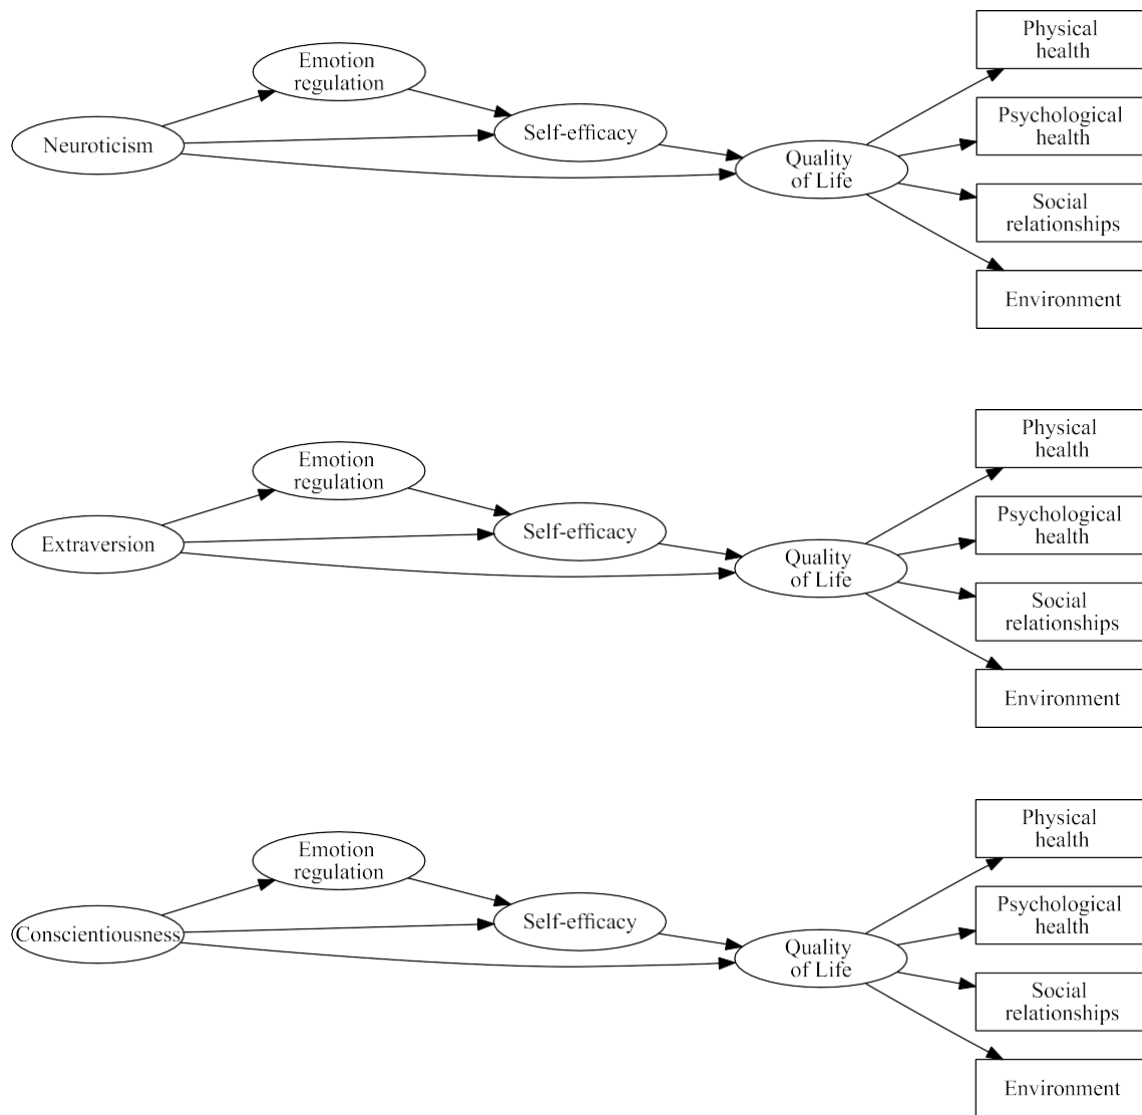 Physical
health
Emotion
regulation
Psychological
health
Self-efficacy
Neuroticism
Quality
of Life
Social
relationships
Environment
Physical
health
Emotion
regulation
Psychological
health
Self-efficacy
Extraversion
Quality
of Life
Social
relationships
Environment
Physical
health
Emotion
regulation
Psychological
health
Self-efficacy
Conscientiousness
Quality
of Life
Social
relationships
Environment